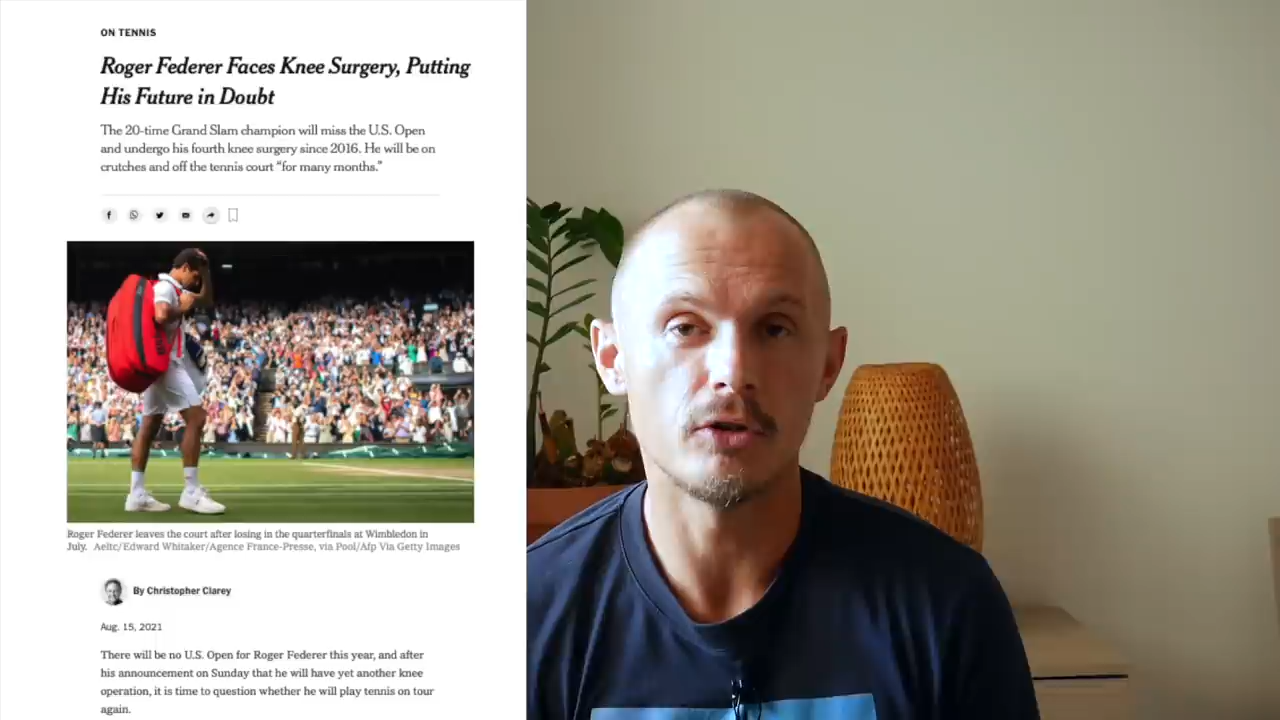 ON TENNIS
Roger Federer Faces Knee Surgery, Putting
His Future in Doubt
The 20-time Grand Slam champion will miss the U.S. Open
and undergo his fourth knee surgery since 2016. He will be on
crutches and off the tennis court “for many months.”
Roger Federer leaves the court after losing in the quarterfinals at Wimbledon in
July. Aeltc/Edward Whitaker/Agence France-Presse, via Pool/Afp Via Getty Images
By Christopher Clarey
Aug. 15, 2021
There will be no U.S. Open for Roger Federer this year, and after
his announcement on Sunday that he will have yet another knee
operation, it is time to question whether he will play tennis on tour
again.